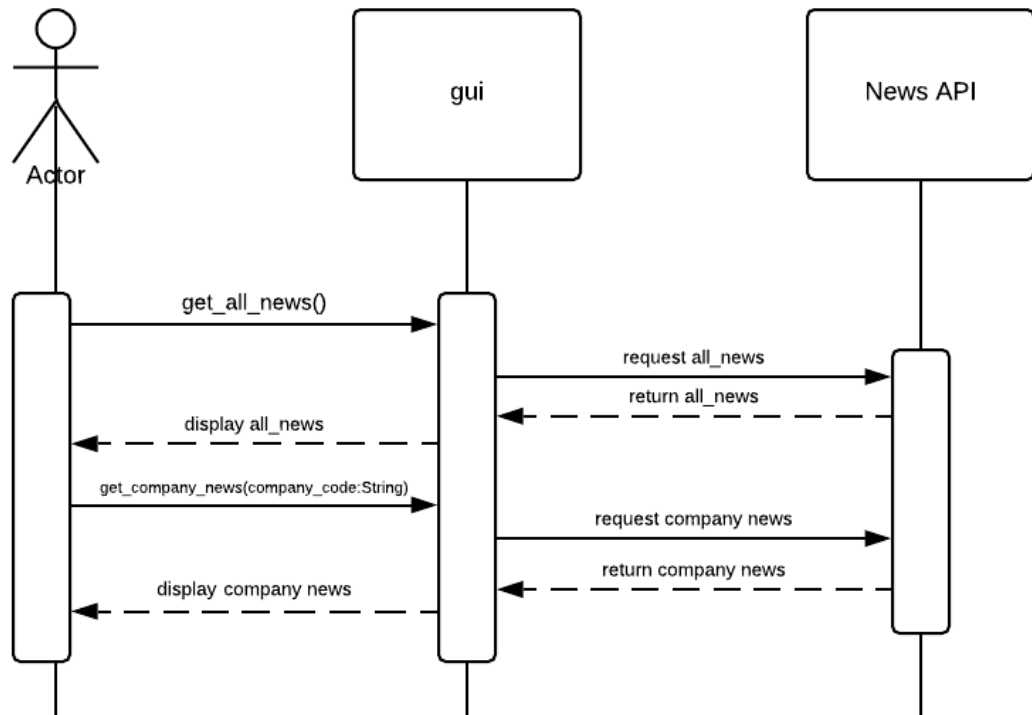 gui
News API
Actor
get_all_news()
request all_news
return all_news
display all_news
get_company_news(company_code:String)
request company news
return company news
display company news